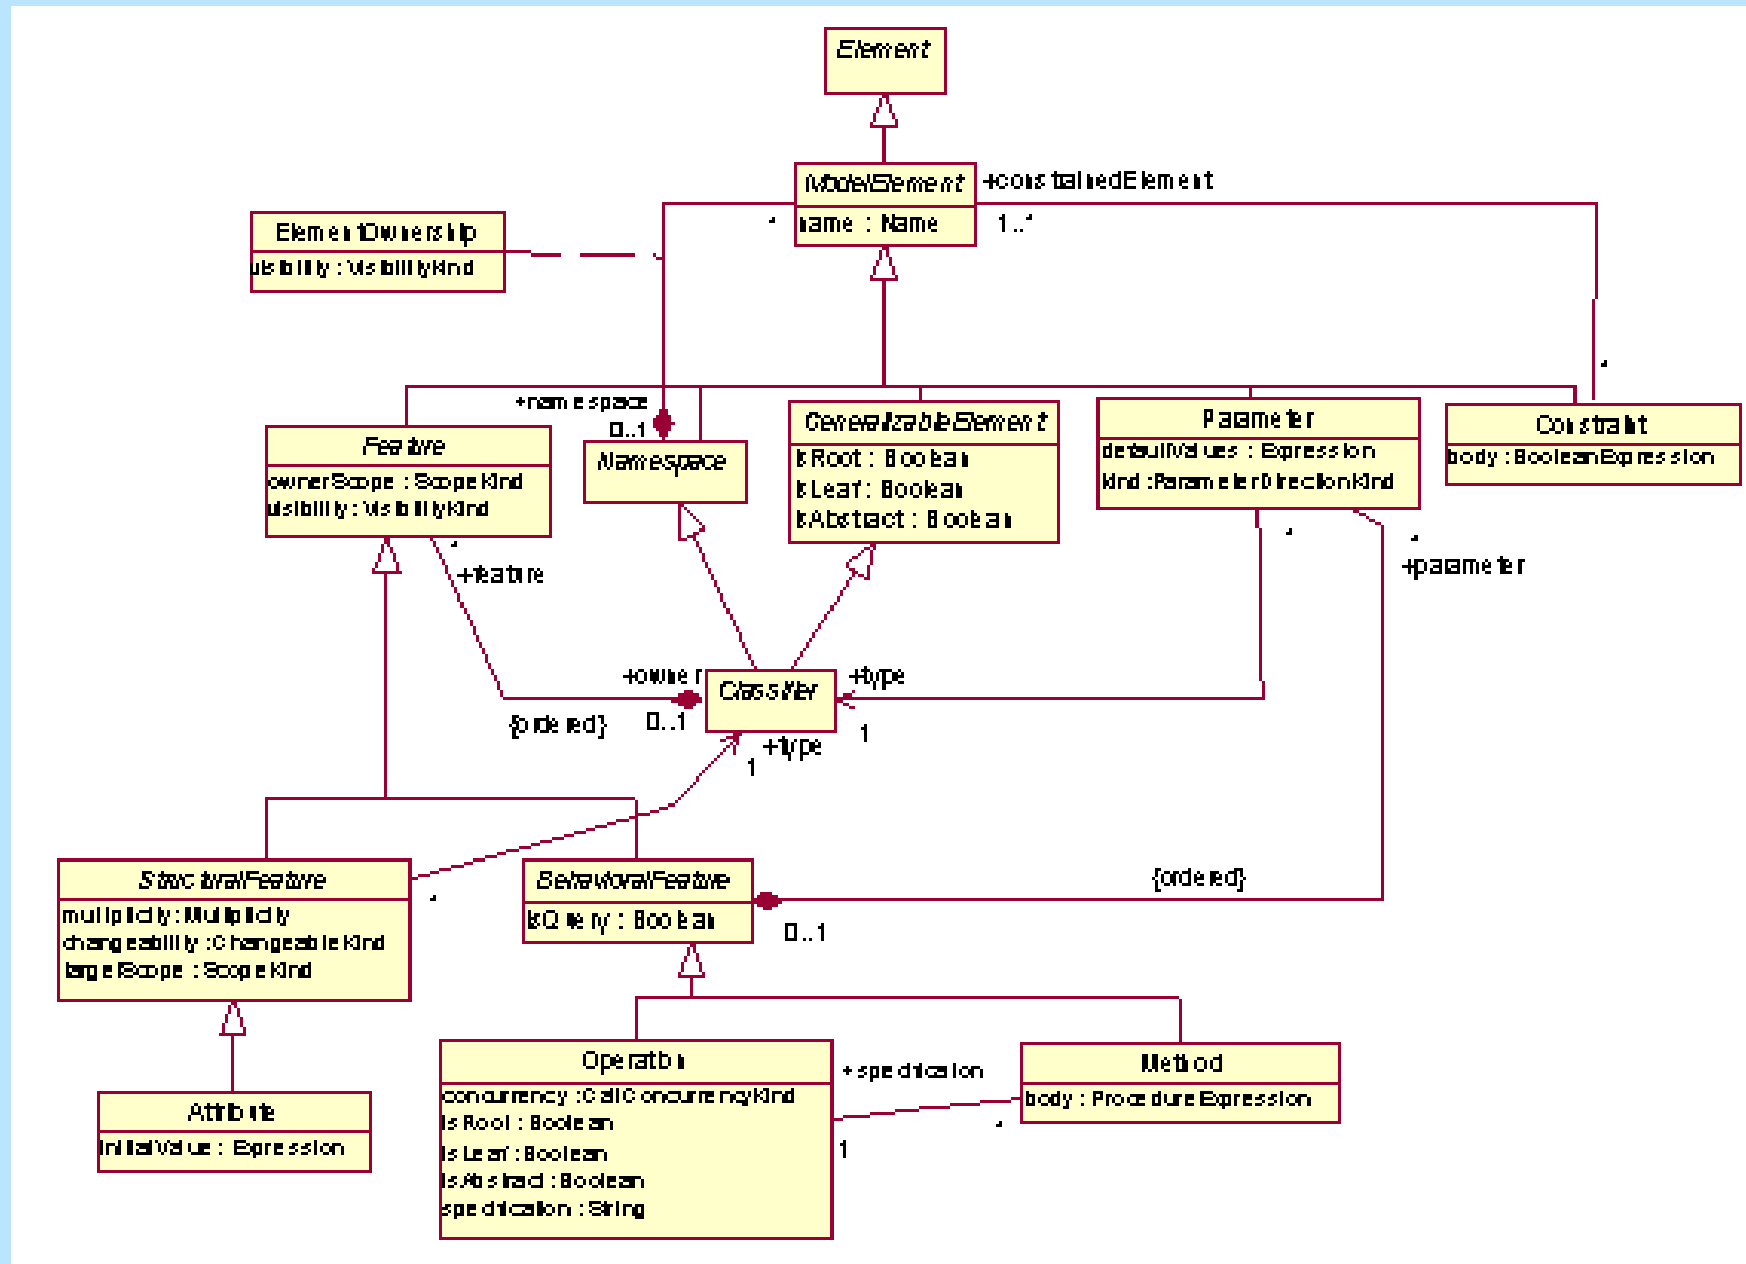 Element
ModelElement
+constrainedElement
name : Name
*
1..*
ElementOwnership
visibility : VisibilityKind
*
+namespace
0..1
Feature
ownerScope : ScopeKind
visibility : VisibilityKind
Namespace
GeneralizableElement
isRoot : Boolean
isLeaf : Boolean
isAbstract : Boolean
Parameter
defaultValues : Expression
kind :ParameterDirectionKind
Constraint
body :BooleanExpression
*
+feature
*
*
+parameter
+owner
Classifier
+type
{ordered}
0..1
1
+type
1
StructuralFeature
multiplicity : Multiplicity
changeability :ChangeableKind
targetScope : ScopeKind
*
BehavioralFeature
isQuery : Boolean
{ordered}
0..1
Attribute
initialValue : Expression
Operation
concurrency :CallConcurrencyKind
isRoot : Boolean
isLeaf : Boolean
isAbstract : Boolean
specification : String
+specification
1
Method
body : ProcedureExpression
*